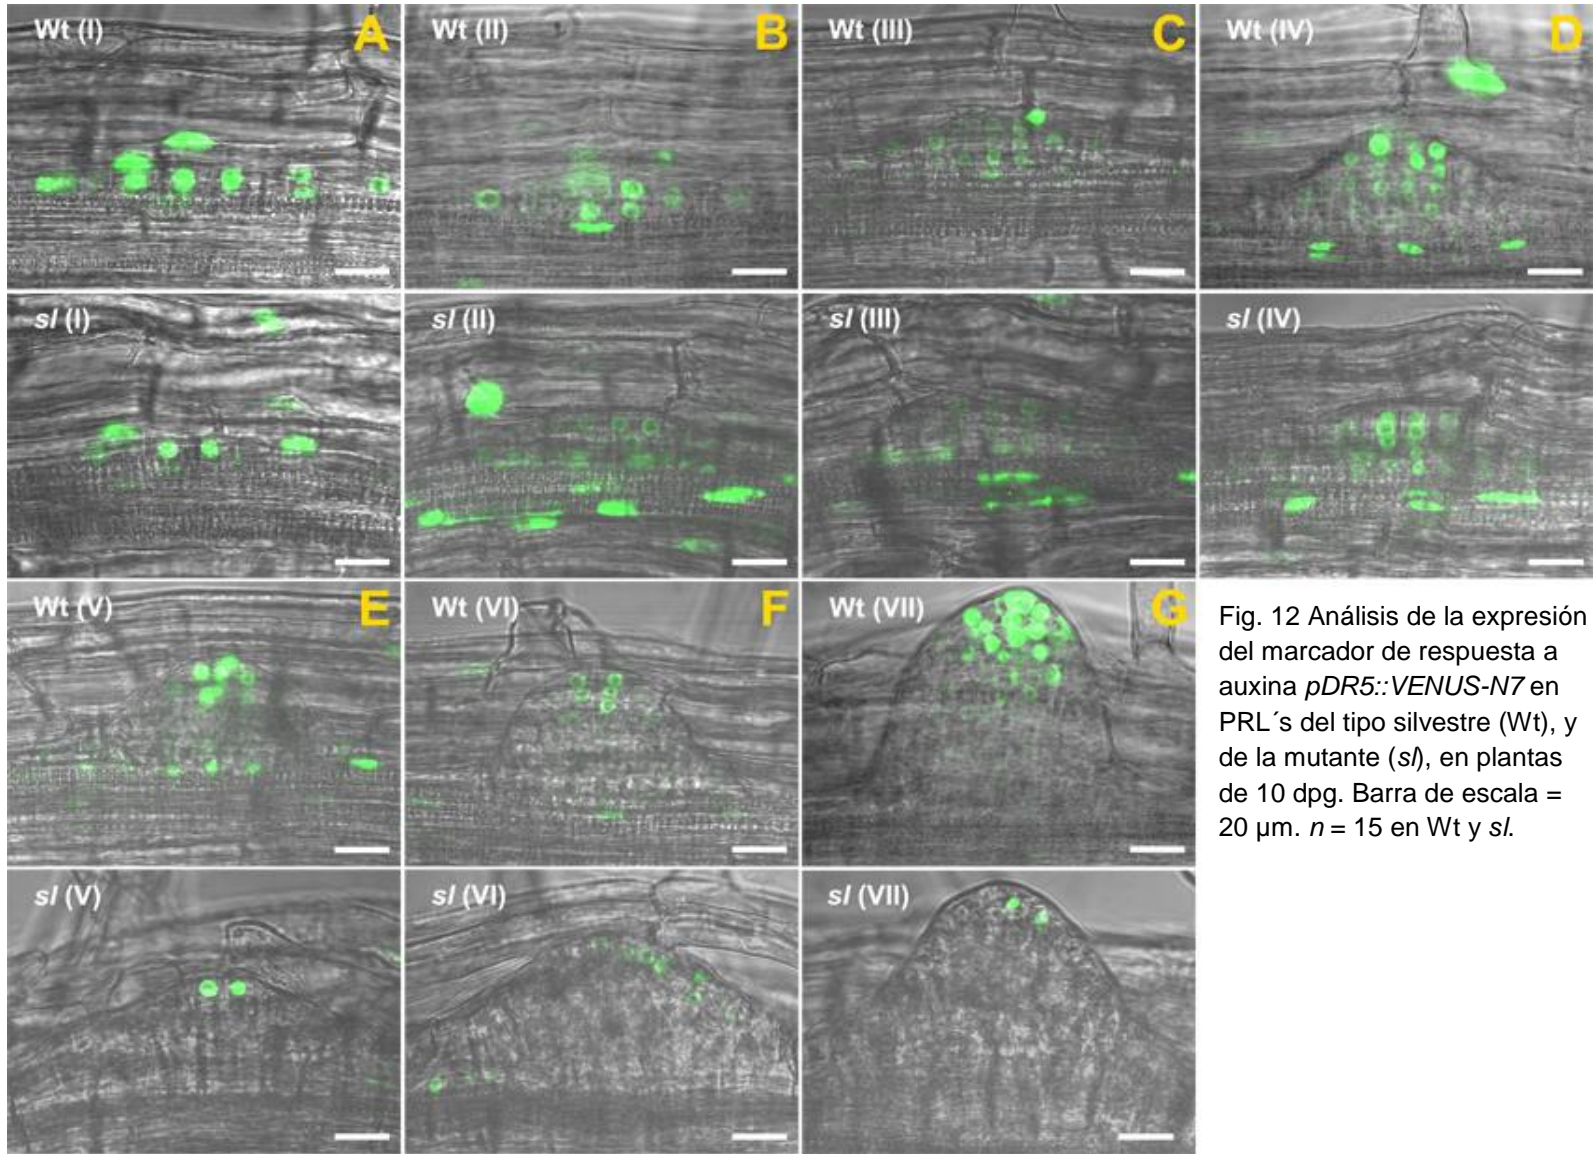 Wt (I) A
Wt (II) B
Wt (III) C
Wt (IV) D
sl (I)
sl (II)
sl (III)
sl (IV)
Wt (V) E
Wt (VI) F
Wt (VII) G
Fig. 12 Análisis de la expresión
del marcador de respuesta a
auxina pDR5::VENUS-N7 en
PRL´s del tipo silvestre (Wt), y
de la mutante (sl), en plantas
de 10 dpg. Barra de escala =
20 µm. n = 15 en Wt y sl.
sl (V)
sl (VI)
sl (VII)